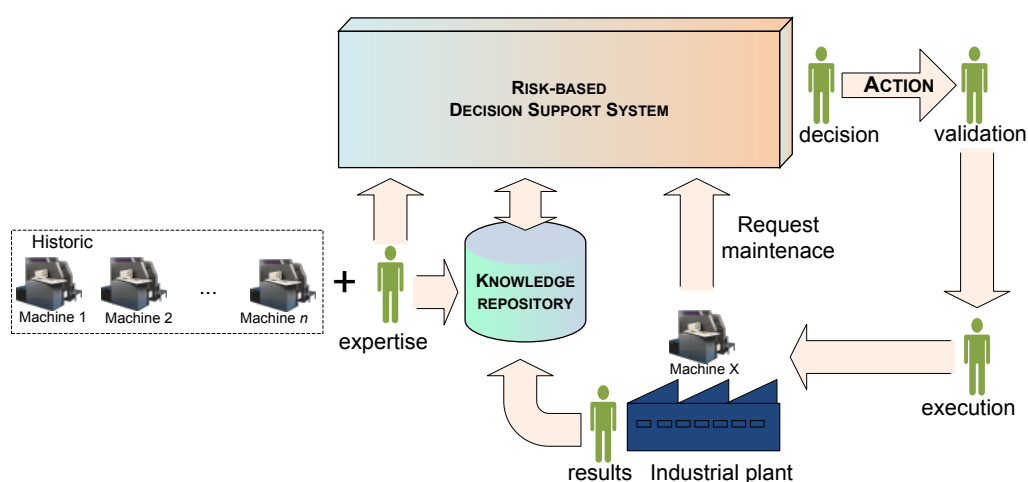 RISK-BASED
DECISION SUPPORT SYSTEM
ACTION
decision
validation
Historic
Machine 1
Machine 2
...
Machine n
+
expertise
KNOWLEDGE
REPOSITORY
Request
maintenace
Machine X
execution
results
Industrial plant